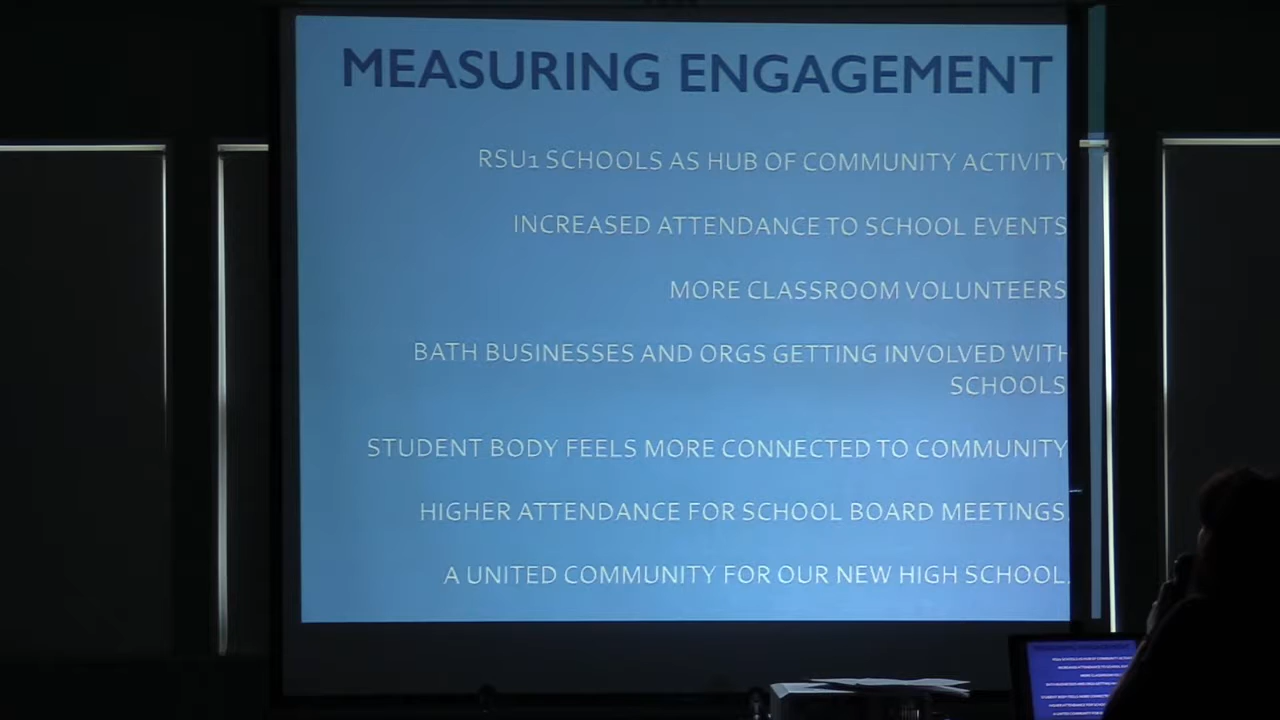 MEASURING ENGAGEMENT
RSU1 SCHOOLS AS HUB OF COMMUNITY ACTIVITY
INCREASED ATTENDANCE TO SCHOOL EVENTS
MORE CLASSROOM VOLUNTEERS
BATH BUSINESSES AND ORGS GETTING INVOLVED WITH
SCHOOLS
STUDENT BODY FEELS MORE CONNECTED TO COMMUNITY
HIGHER ATTENDANCE FOR SCHOOL BOARD MEETINGS.
A UNITED COMMUNITY FOR OUR NEW HIGH SCHOOL.